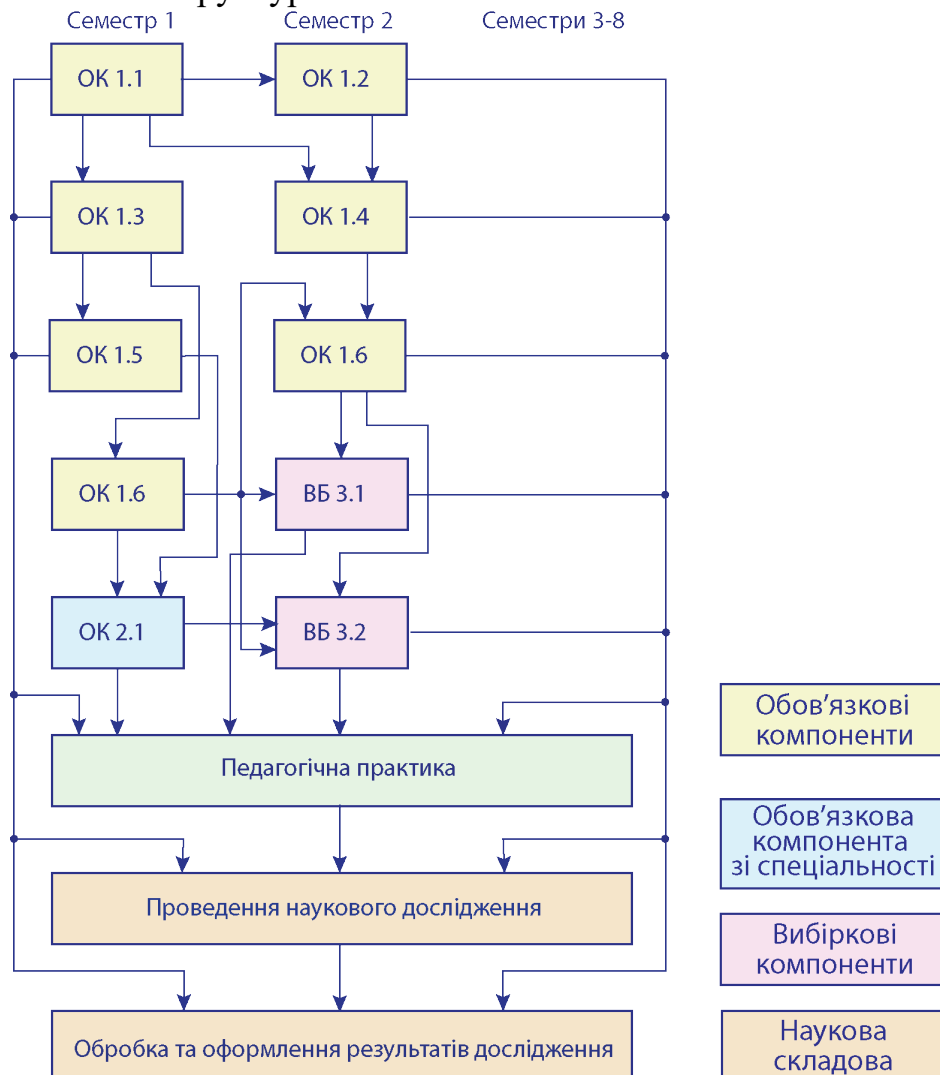 Семестр 1
Семестр 2
Семестри 3-8
ОК 1.1
ОК 1.2
ОК 1.3
ОК 1.4
ОК 1.5
ОК 1.6
ОК 1.6
ВБ 3.1
ОК 2.1
ВБ 3.2
Педагогічна практика
Проведення наукового дослідження
Обробка та оформлення результатів дослідження
Обов’язкові
компоненти
Обов’язкова
компонента
зі спеціальності
Вибіркові
компоненти
Наукова
складова